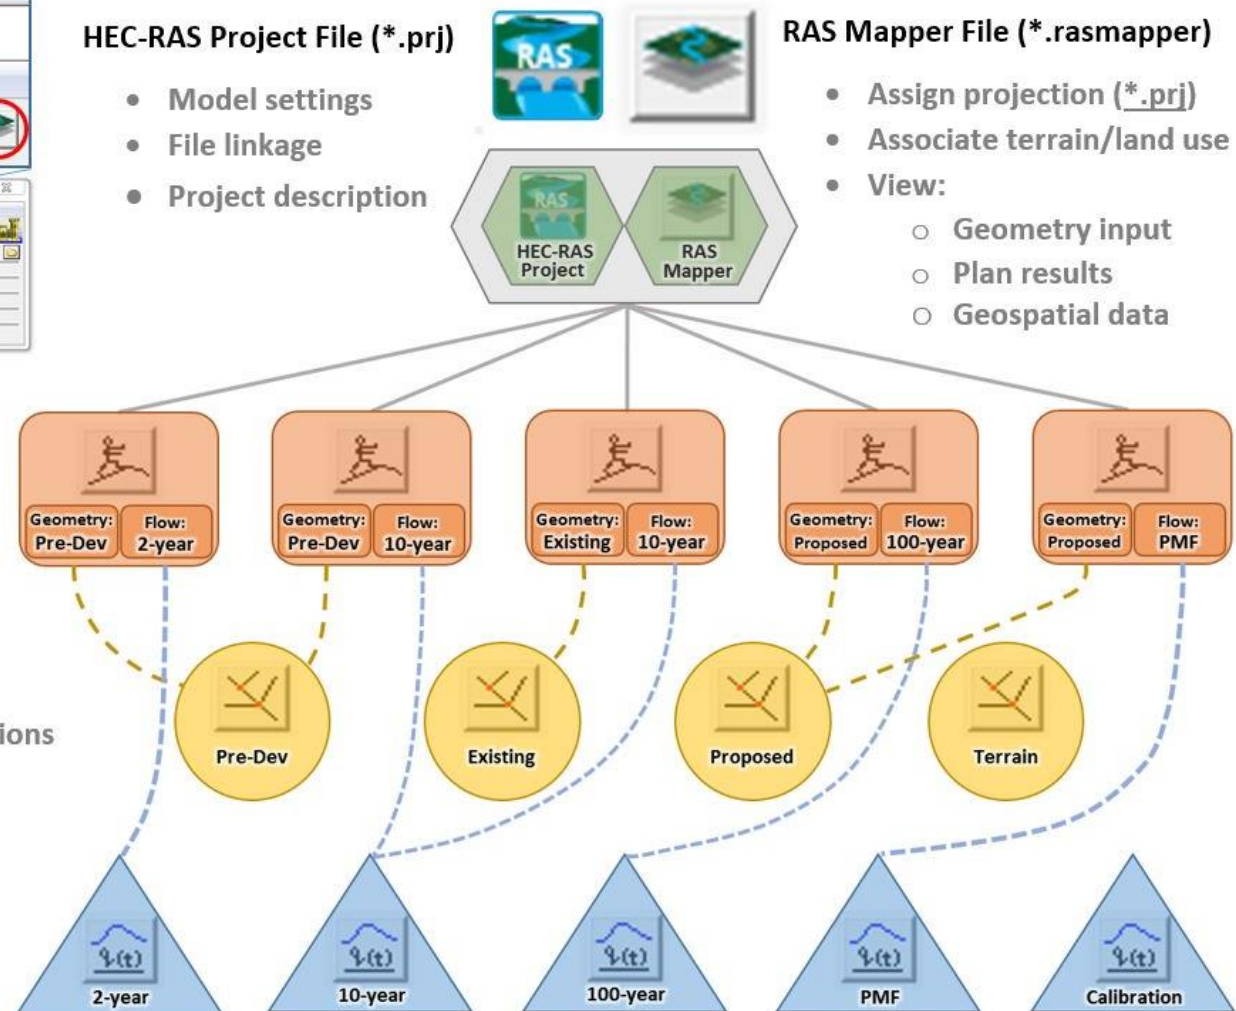 HEC-RAS Project File (*.prj)
• Model settings
• File linkage
• Project description
RAS
RAS Mapper File (*.rasmapper)
• Assign projection (*.prj)
• Associate terrain/land use
• View:
o Geometry input
o Plan results
o Geospatial data
RAS
HEC-RAS
Project
RAS
Mapper
Geometry:
Pre-Dev
Flow:
2-year
Geometry:
Pre-Dev
Flow:
10-year
Geometry:
Existing
Flow:
10-year
Geometry:
Proposed
Flow:
100-year
Geometry:
Proposed
Flow:
PMF
ions
Pre-Dev
Existing
Proposed
Terrain
q(t)
2-year
q(t)
10-year
q(t)
100-year
q(t)
PMF
q(t)
Calibration